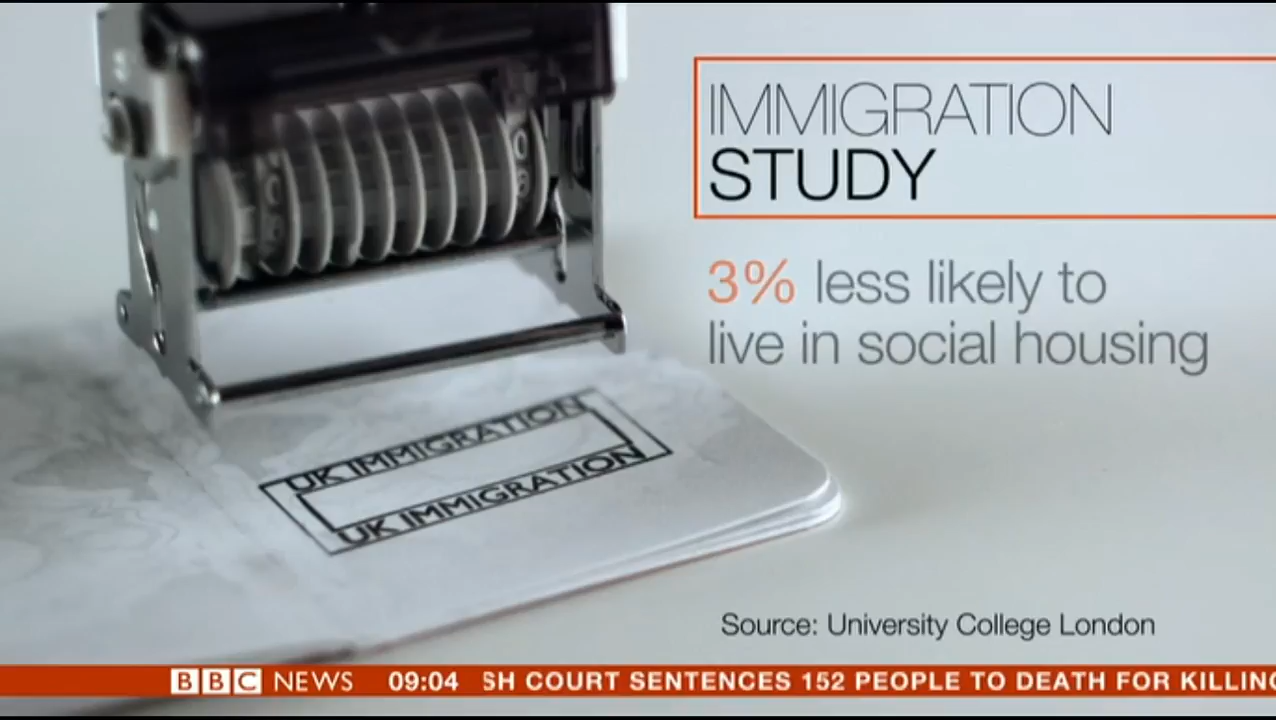 IMMIGRATION
STUDY
3% less likely to
live in social housing
UK IMMIGRATION
UK IMMIGRATION
Source: University College London
BBC NEWS 09:04 SH COURT SENTENCES 152 PEOPLE TO DEATH FOR KILLING